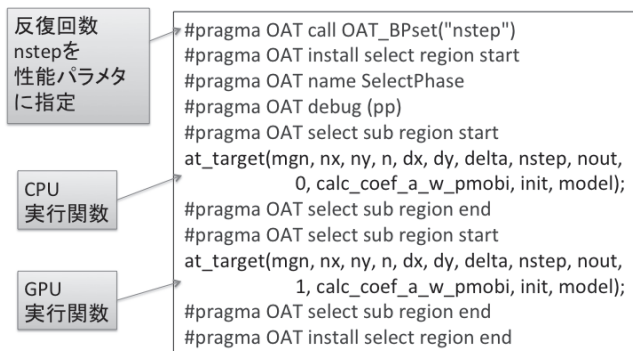 反復回数
nstepを
性能パラメタ
に指定
#pragma OAT call OAT_BPset("nstep")
#pragma OAT install select region start
#pragma OAT name SelectPhase
#pragma OAT debug (pp)
#pragma OAT select sub region start
at_target(mgn, nx, ny, n, dx, dy, delta, nstep, nout,
0, calc_coef_a_w_pmobi, init, model);
#pragma OAT select sub region end
#pragma OAT select sub region start
at_target(mgn, nx, ny, n, dx, dy, delta, nstep, nout,
1, calc_coef_a_w_pmobi, init, model);
#pragma OAT select sub region end
#pragma OAT install select region end
CPU
実行関数
GPU
実行関数